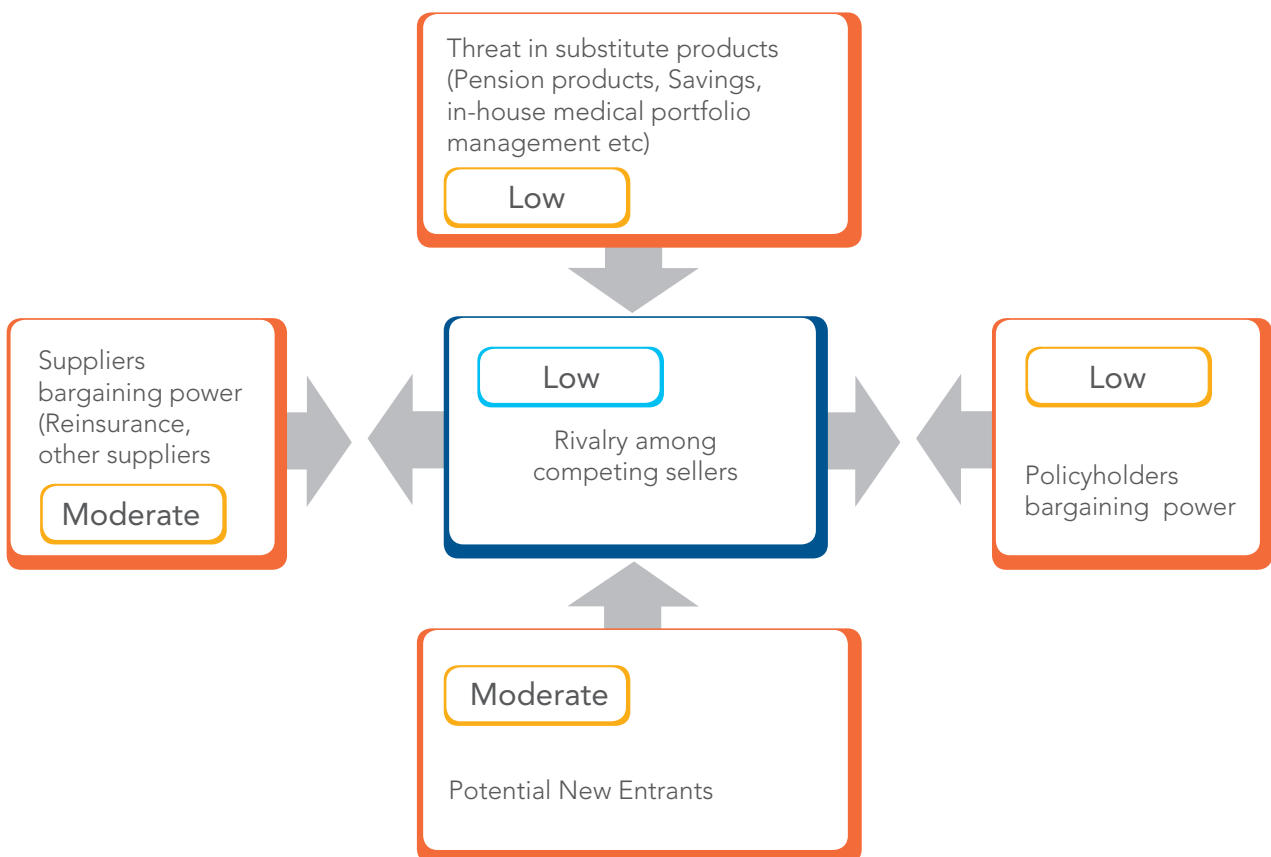 Threat in substitute products
(Pension products, Savings,
in-house medical portfolio
management etc)
Low
Suppliers
bargaining power
(Reinsurance,
other suppliers
Moderate
Low
Rivalry among
competing sellers
Low
Policyholders
bargaining power
Moderate
Potential New Entrants